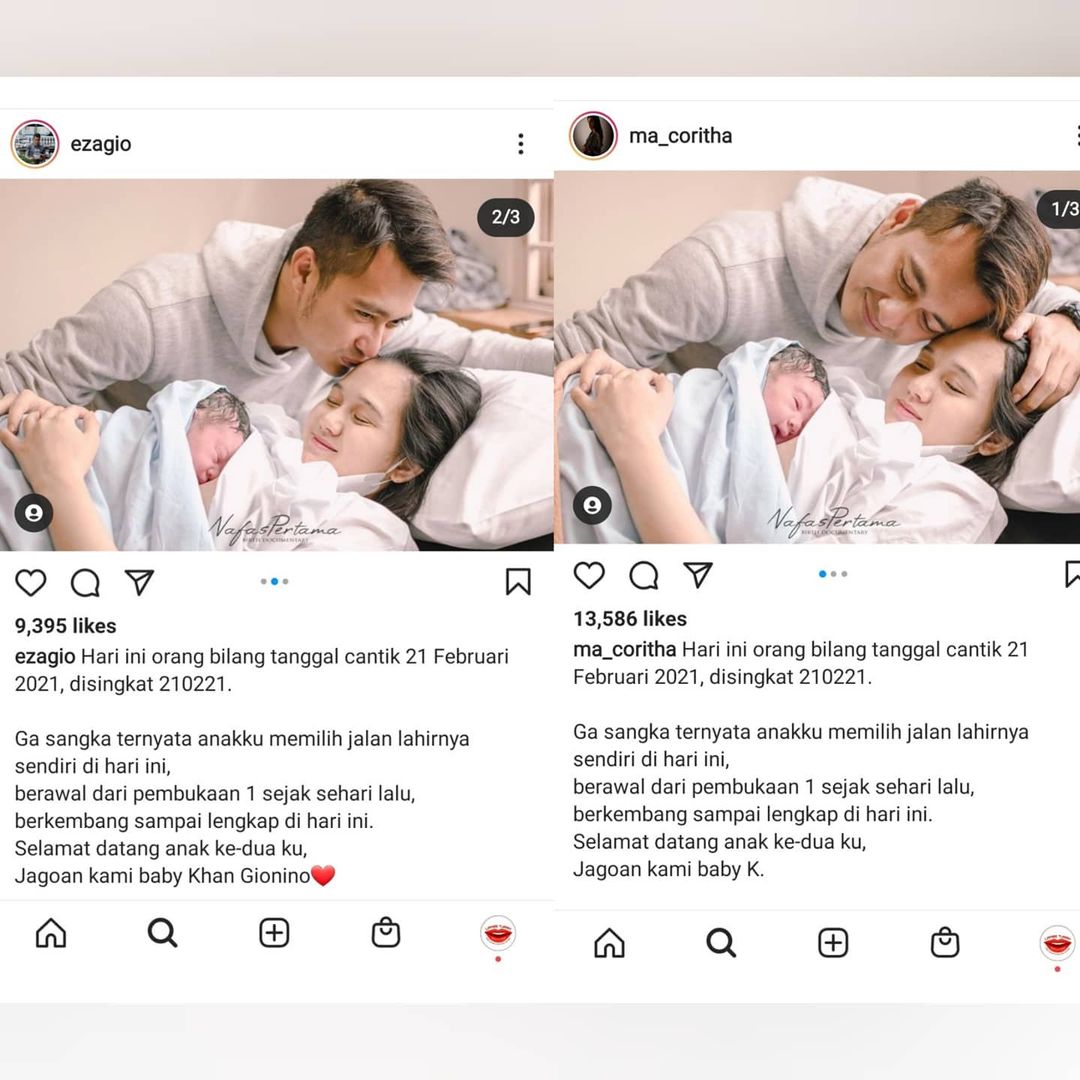 ezagio
2/3
NafasPertama
BIRTH DOCUMENTARY
9,395 likes
ezagio Hari ini orang bilang tanggal cantik 21 Februari
2021, disingkat 210221.
Ga sangka ternyata anakku memilih jalan lahirnya
sendiri di hari ini,
berawal dari pembukaan 1 sejak sehari lalu,
berkembang sampai lengkap di hari ini.
Selamat datang anak ke-dua ku,
Jagoan kami baby Khan Gionino❤️
ma_coritha
1/3
NafasPertama
BIRTH DOCUMENTARY
13,586 likes
ma_coritha Hari ini orang bilang tanggal cantik 21
Februari 2021, disingkat 210221.
Ga sangka ternyata anakku memilih jalan lahirnya
sendiri di hari ini,
berawal dari pembukaan 1 sejak sehari lalu,
berkembang sampai lengkap di hari ini.
Selamat datang anak ke-dua ku,
Jagoan kami baby K.